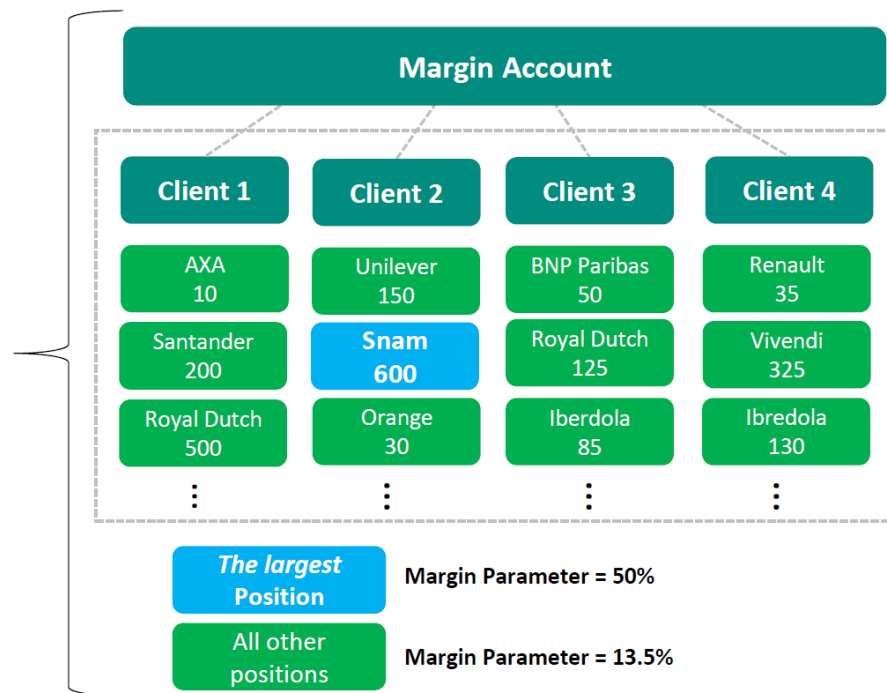 Margin Account
Client 1
Client 2
Client 3
Client 4
AXA
10
Unilever
150
BNP Paribas
50
Renault
35
Santander
200
Snam
600
Royal Dutch
125
Vivendi
325
Royal Dutch
500
Orange
30
Iberdola
85
Ibredola
130
The largest
Position
Margin Parameter = 50%
All other
positions
Margin Parameter = 13.5%